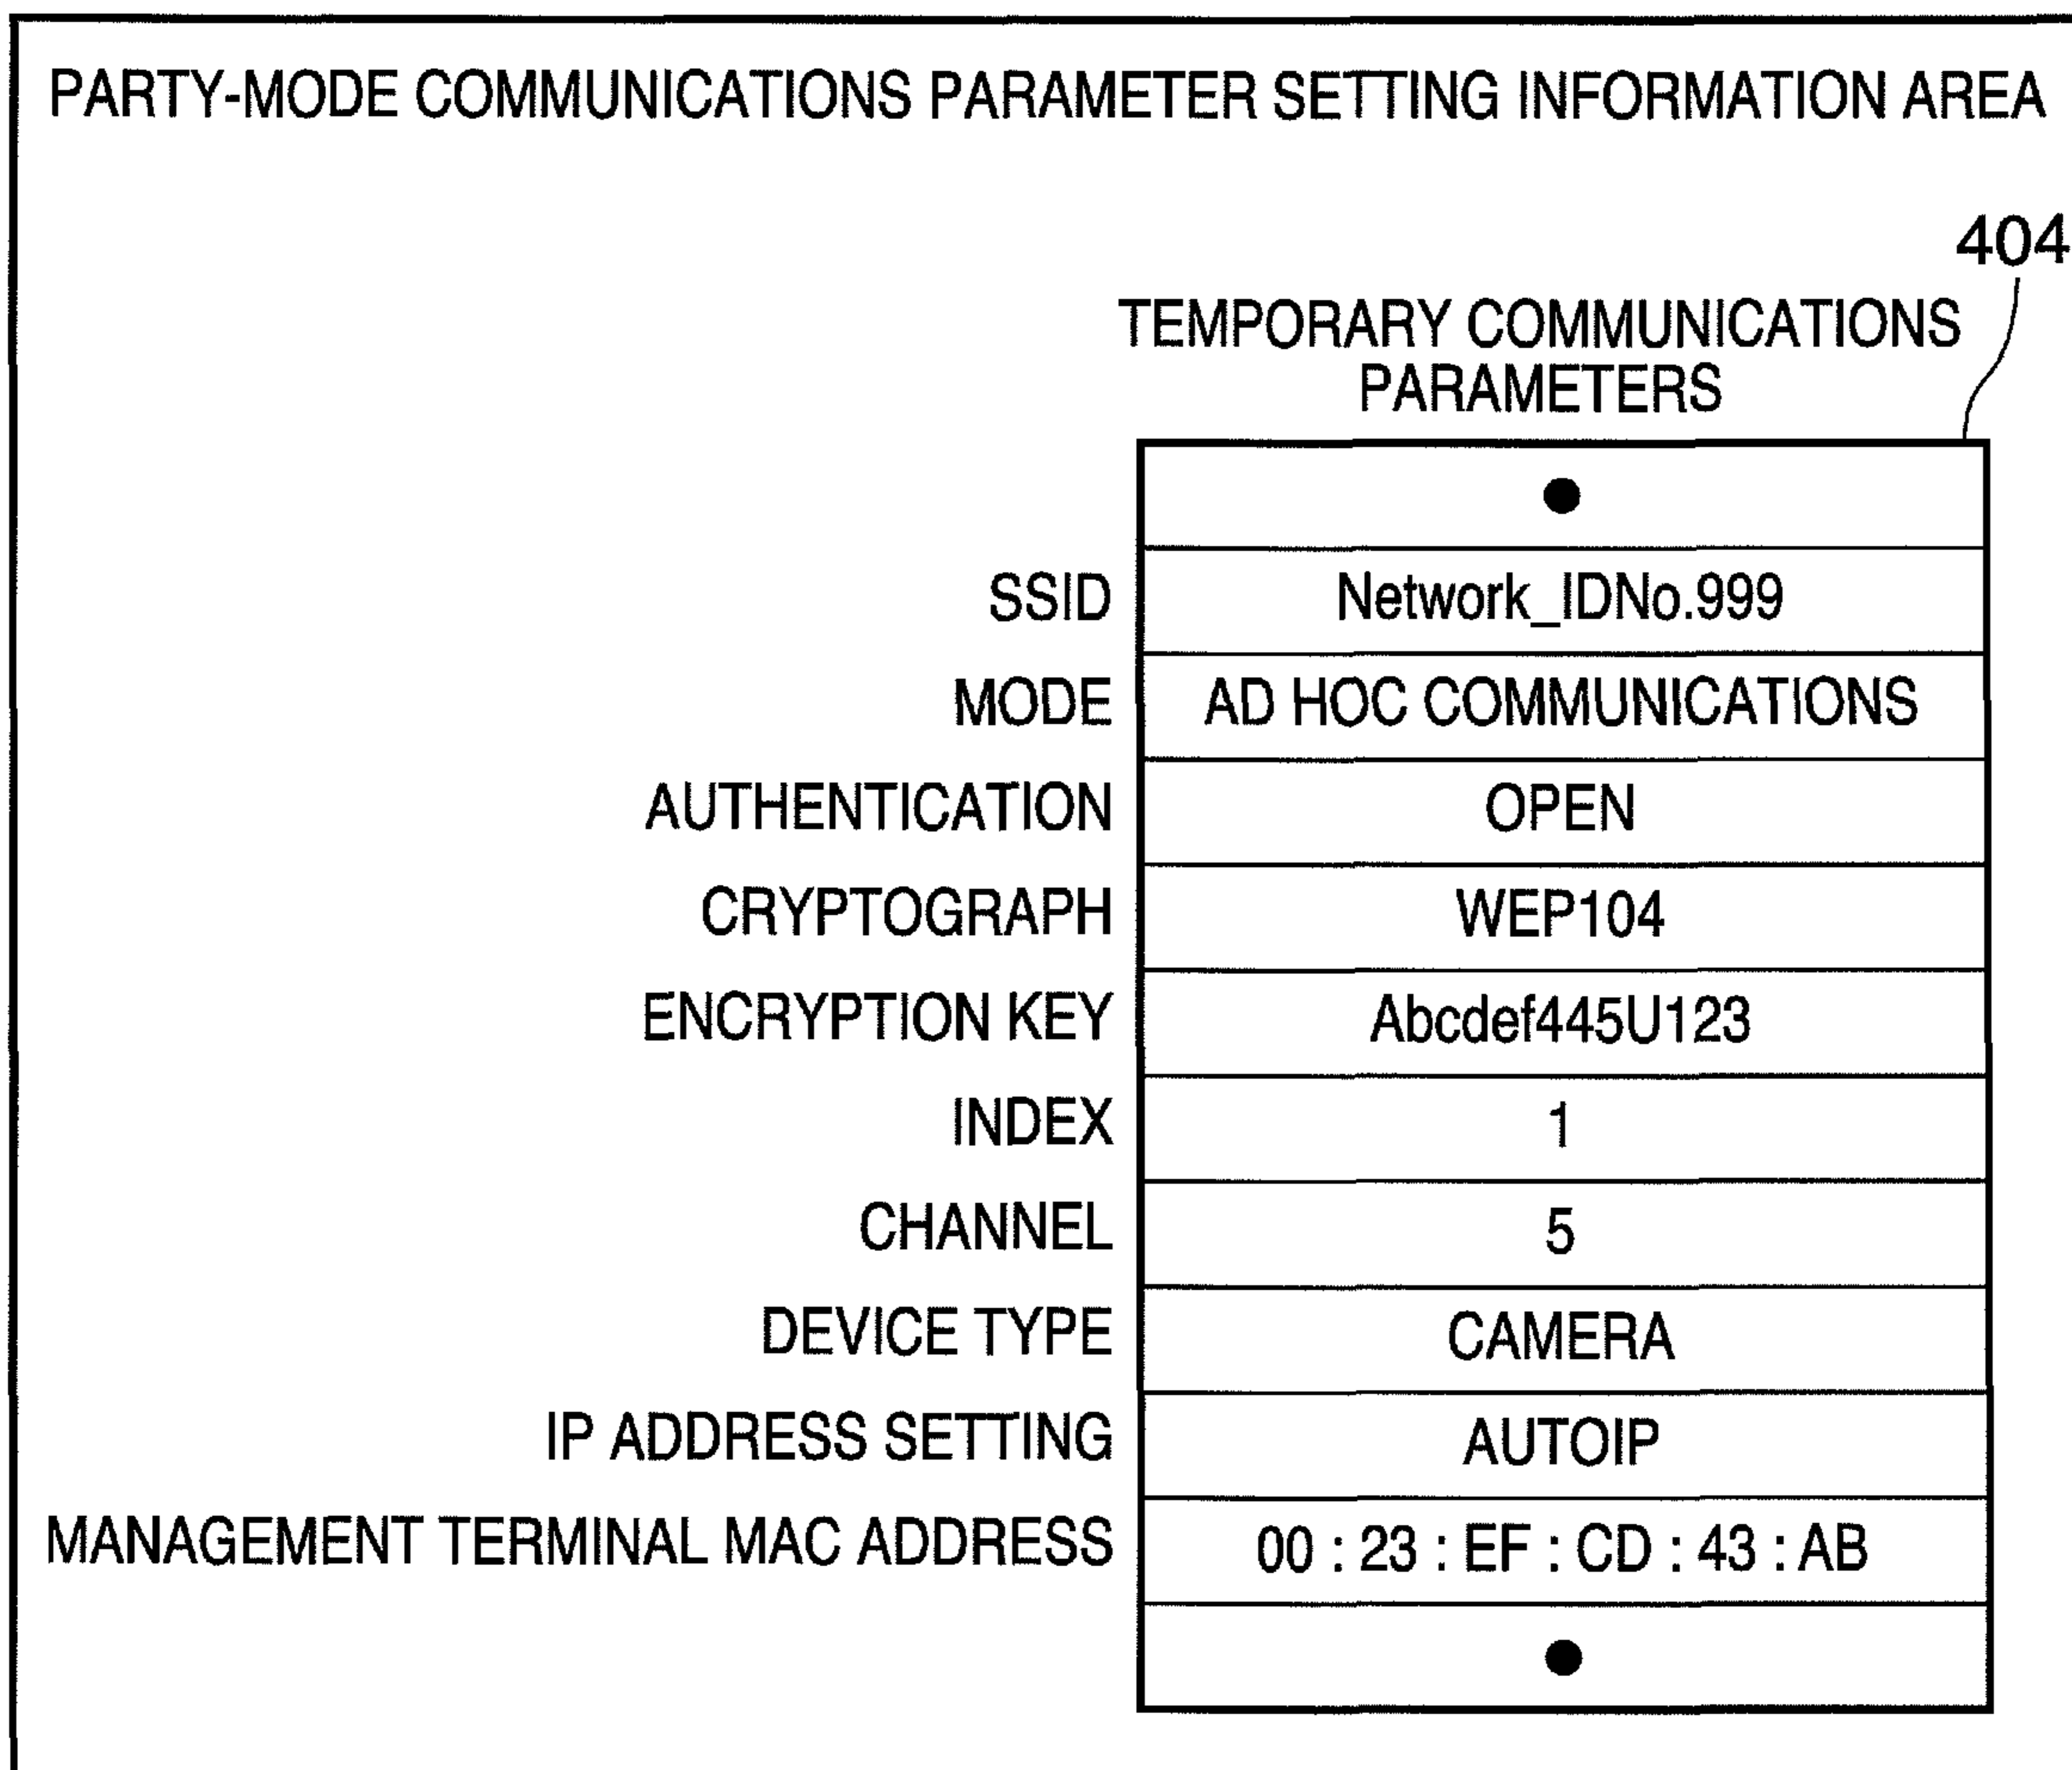 PARTY-MODE COMMUNICATIONS PARAMETER SETTING INFORMATION AREA
404
TEMPORARY COMMUNICATIONS
PARAMETERS
●
SSID Network_IDNo.999
MODE AD HOC COMMUNICATIONS
AUTHENTICATION OPEN
CRYPTOGRAPH WEP104
ENCRYPTION KEY Abcdef445U123
INDEX 1
CHANNEL 5
DEVICE TYPE CAMERA
IP ADDRESS SETTING AUTOIP
MANAGEMENT TERMINAL MAC ADDRESS 00 : 23 : EF : CD : 43 : AB
●